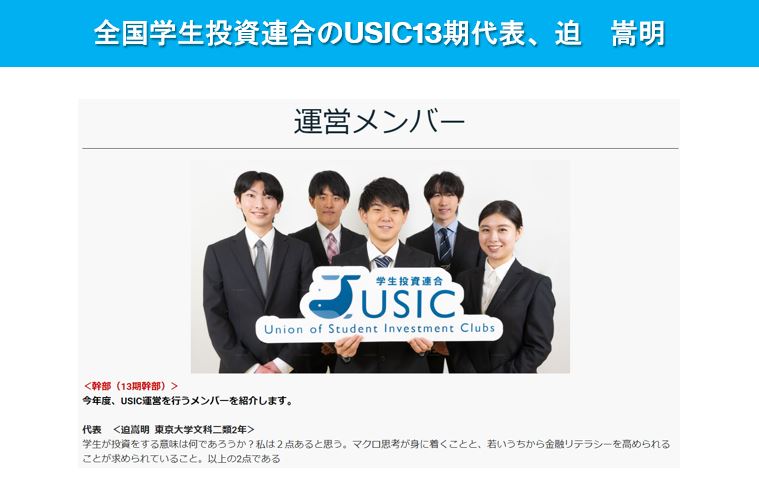 全国学生投資連合のUSIC13期代表、迫　嵩明
運営メンバー
学生投資連合
USIC
Union of Student Investment Clubs
＜幹部（13期幹部）＞
今年度、USIC運営を行うメンバーを紹介します。
代表　＜迫嵩明 東京大学文科二類2年＞
学生が投資をする意味は何であろうか？私は２点あると思う。マクロ思考が身に着くことと、若いうちから金融リテラシーを高められる
ことが求められていること。以上の2点である